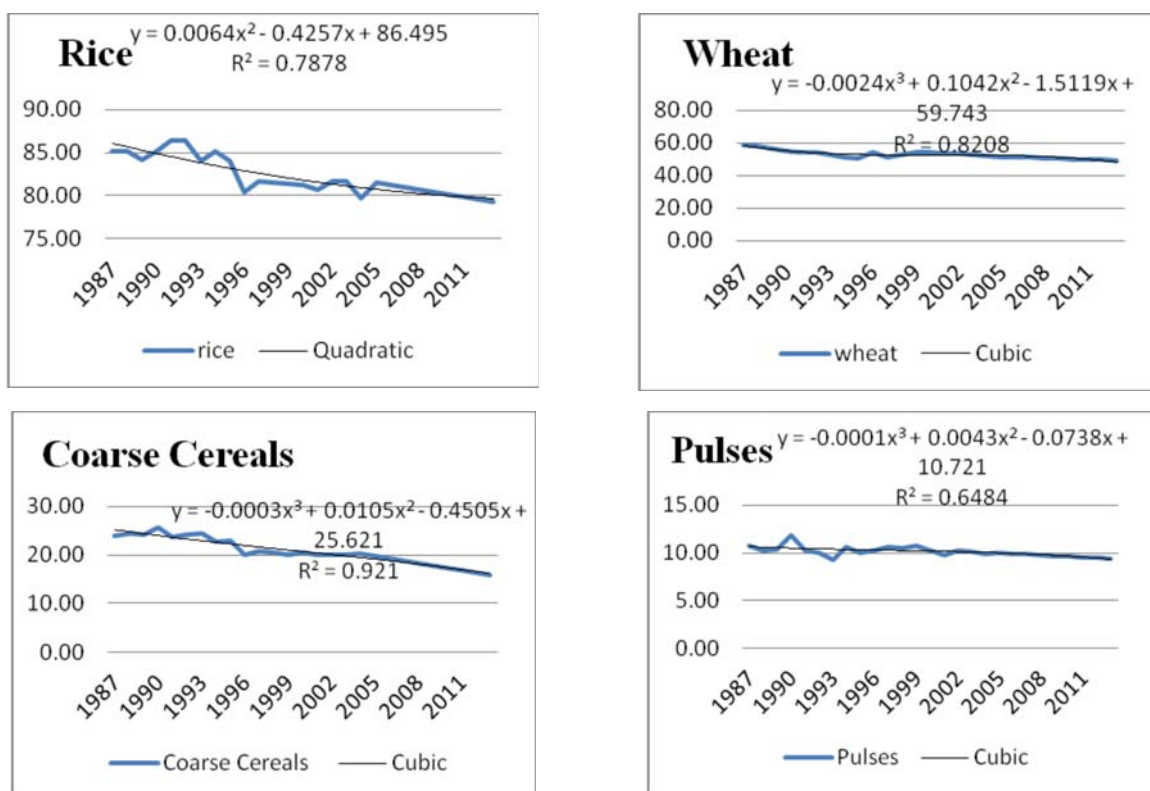 Rice
y = 0.0064x² - 0.4257x + 86.495
R² = 0.7878
90.00
85.00
80.00
75.00
1987 1990 1993 1996 1999 2002 2005 2008 2011
rice Quadratic
Wheat
y = -0.0024x³ + 0.1042x² - 1.5119x +
59.743
R² = 0.8208
80.00
60.00
40.00
20.00
0.00
1987 1990 1993 1996 1999 2002 2005 2008 2011
wheat Cubic
Coarse Cereals
y = -0.0003x³ + 0.0105x² - 0.4505x +
25.621
R² = 0.921
30.00
20.00
10.00
0.00
1987 1990 1993 1996 1999 2002 2005 2008 2011
Coarse Cereals Cubic
Pulses
y = -0.0001x³ + 0.0043x² - 0.0738x +
10.721
R² = 0.6484
15.00
10.00
5.00
0.00
1987 1990 1993 1996 1999 2002 2005 2008 2011
Pulses Cubic